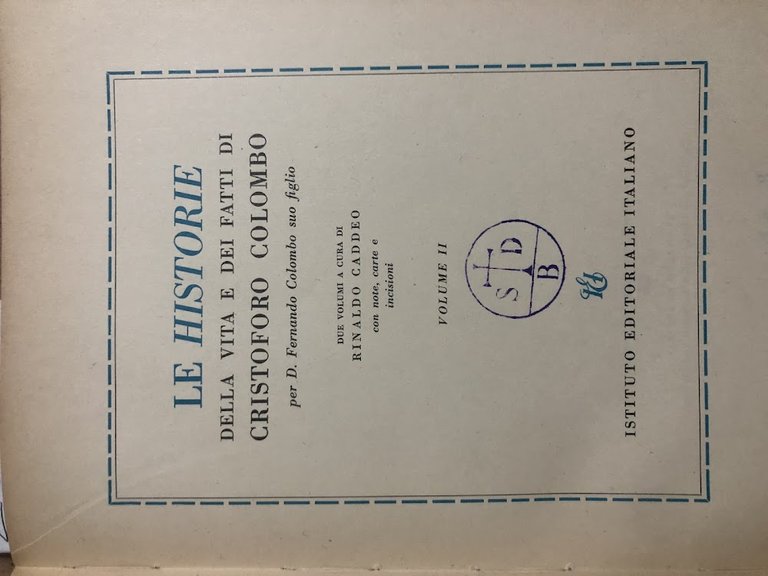 LE HISTORIE
DELLA VITA E DEI FATTI DI
CRISTOFORO COLOMBO
per D. Fernando Colombo suo figlio
DUE VOLUMI A CURA DI
RINALDO CADDEO
con note, carte e
incisioni
VOLUME II
S D
B
ISTITUTO EDITORIALE ITALIANO